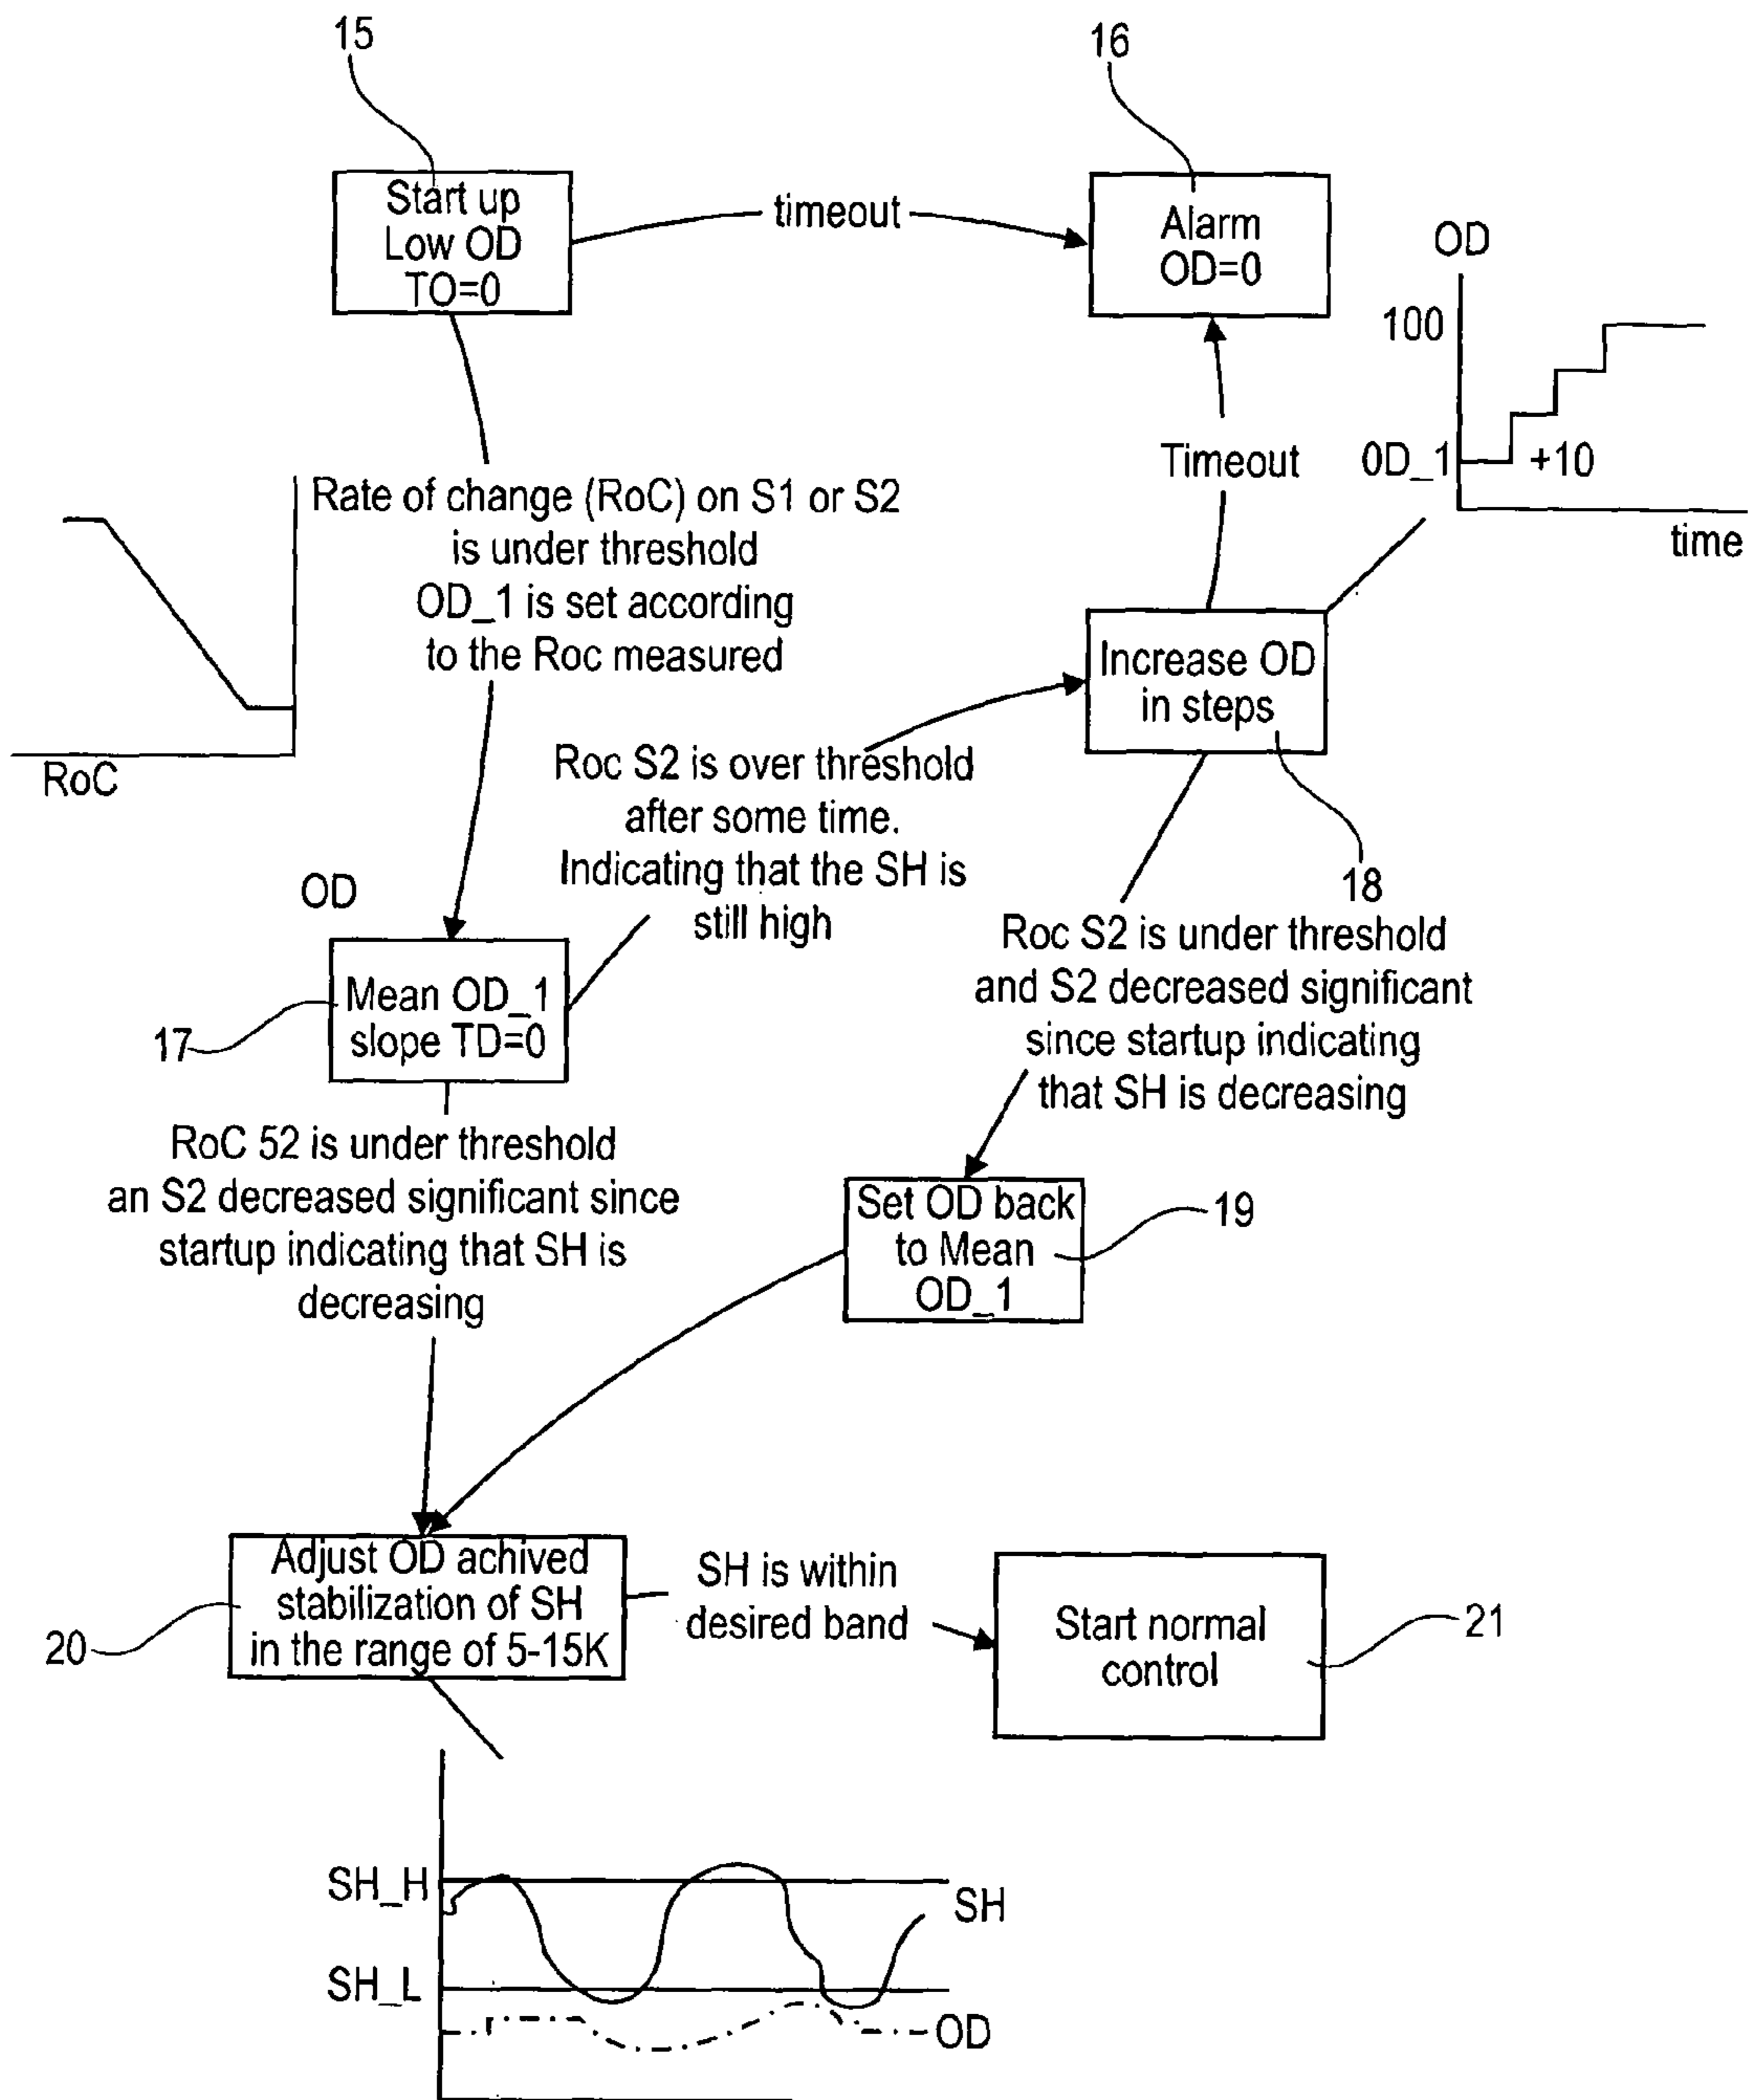 15
16
Start up
Low OD
TO=0
timeout
Alarm
OD=0
OD
100
0D_1
+10
time
Timeout
Rate of change (RoC) on S1 or S2
is under threshold
OD_1 is set according
to the Roc measured
RoC
Increase OD
in steps
18
Roc S2 is over threshold
after some time.
Indicating that the SH is
still high
OD
Mean OD_1
slope TD=0
17
Roc S2 is under threshold
and S2 decreased significant
since startup indicating
that SH is decreasing
RoC 52 is under threshold
an S2 decreased significant since
startup indicating that SH is
decreasing
Set OD back
to Mean
OD_1
19
Adjust OD achived
stabilization of SH
in the range of 5-15K
20
SH is within
desired band
Start normal
control
21
SH_H
SH
SH_L
OD